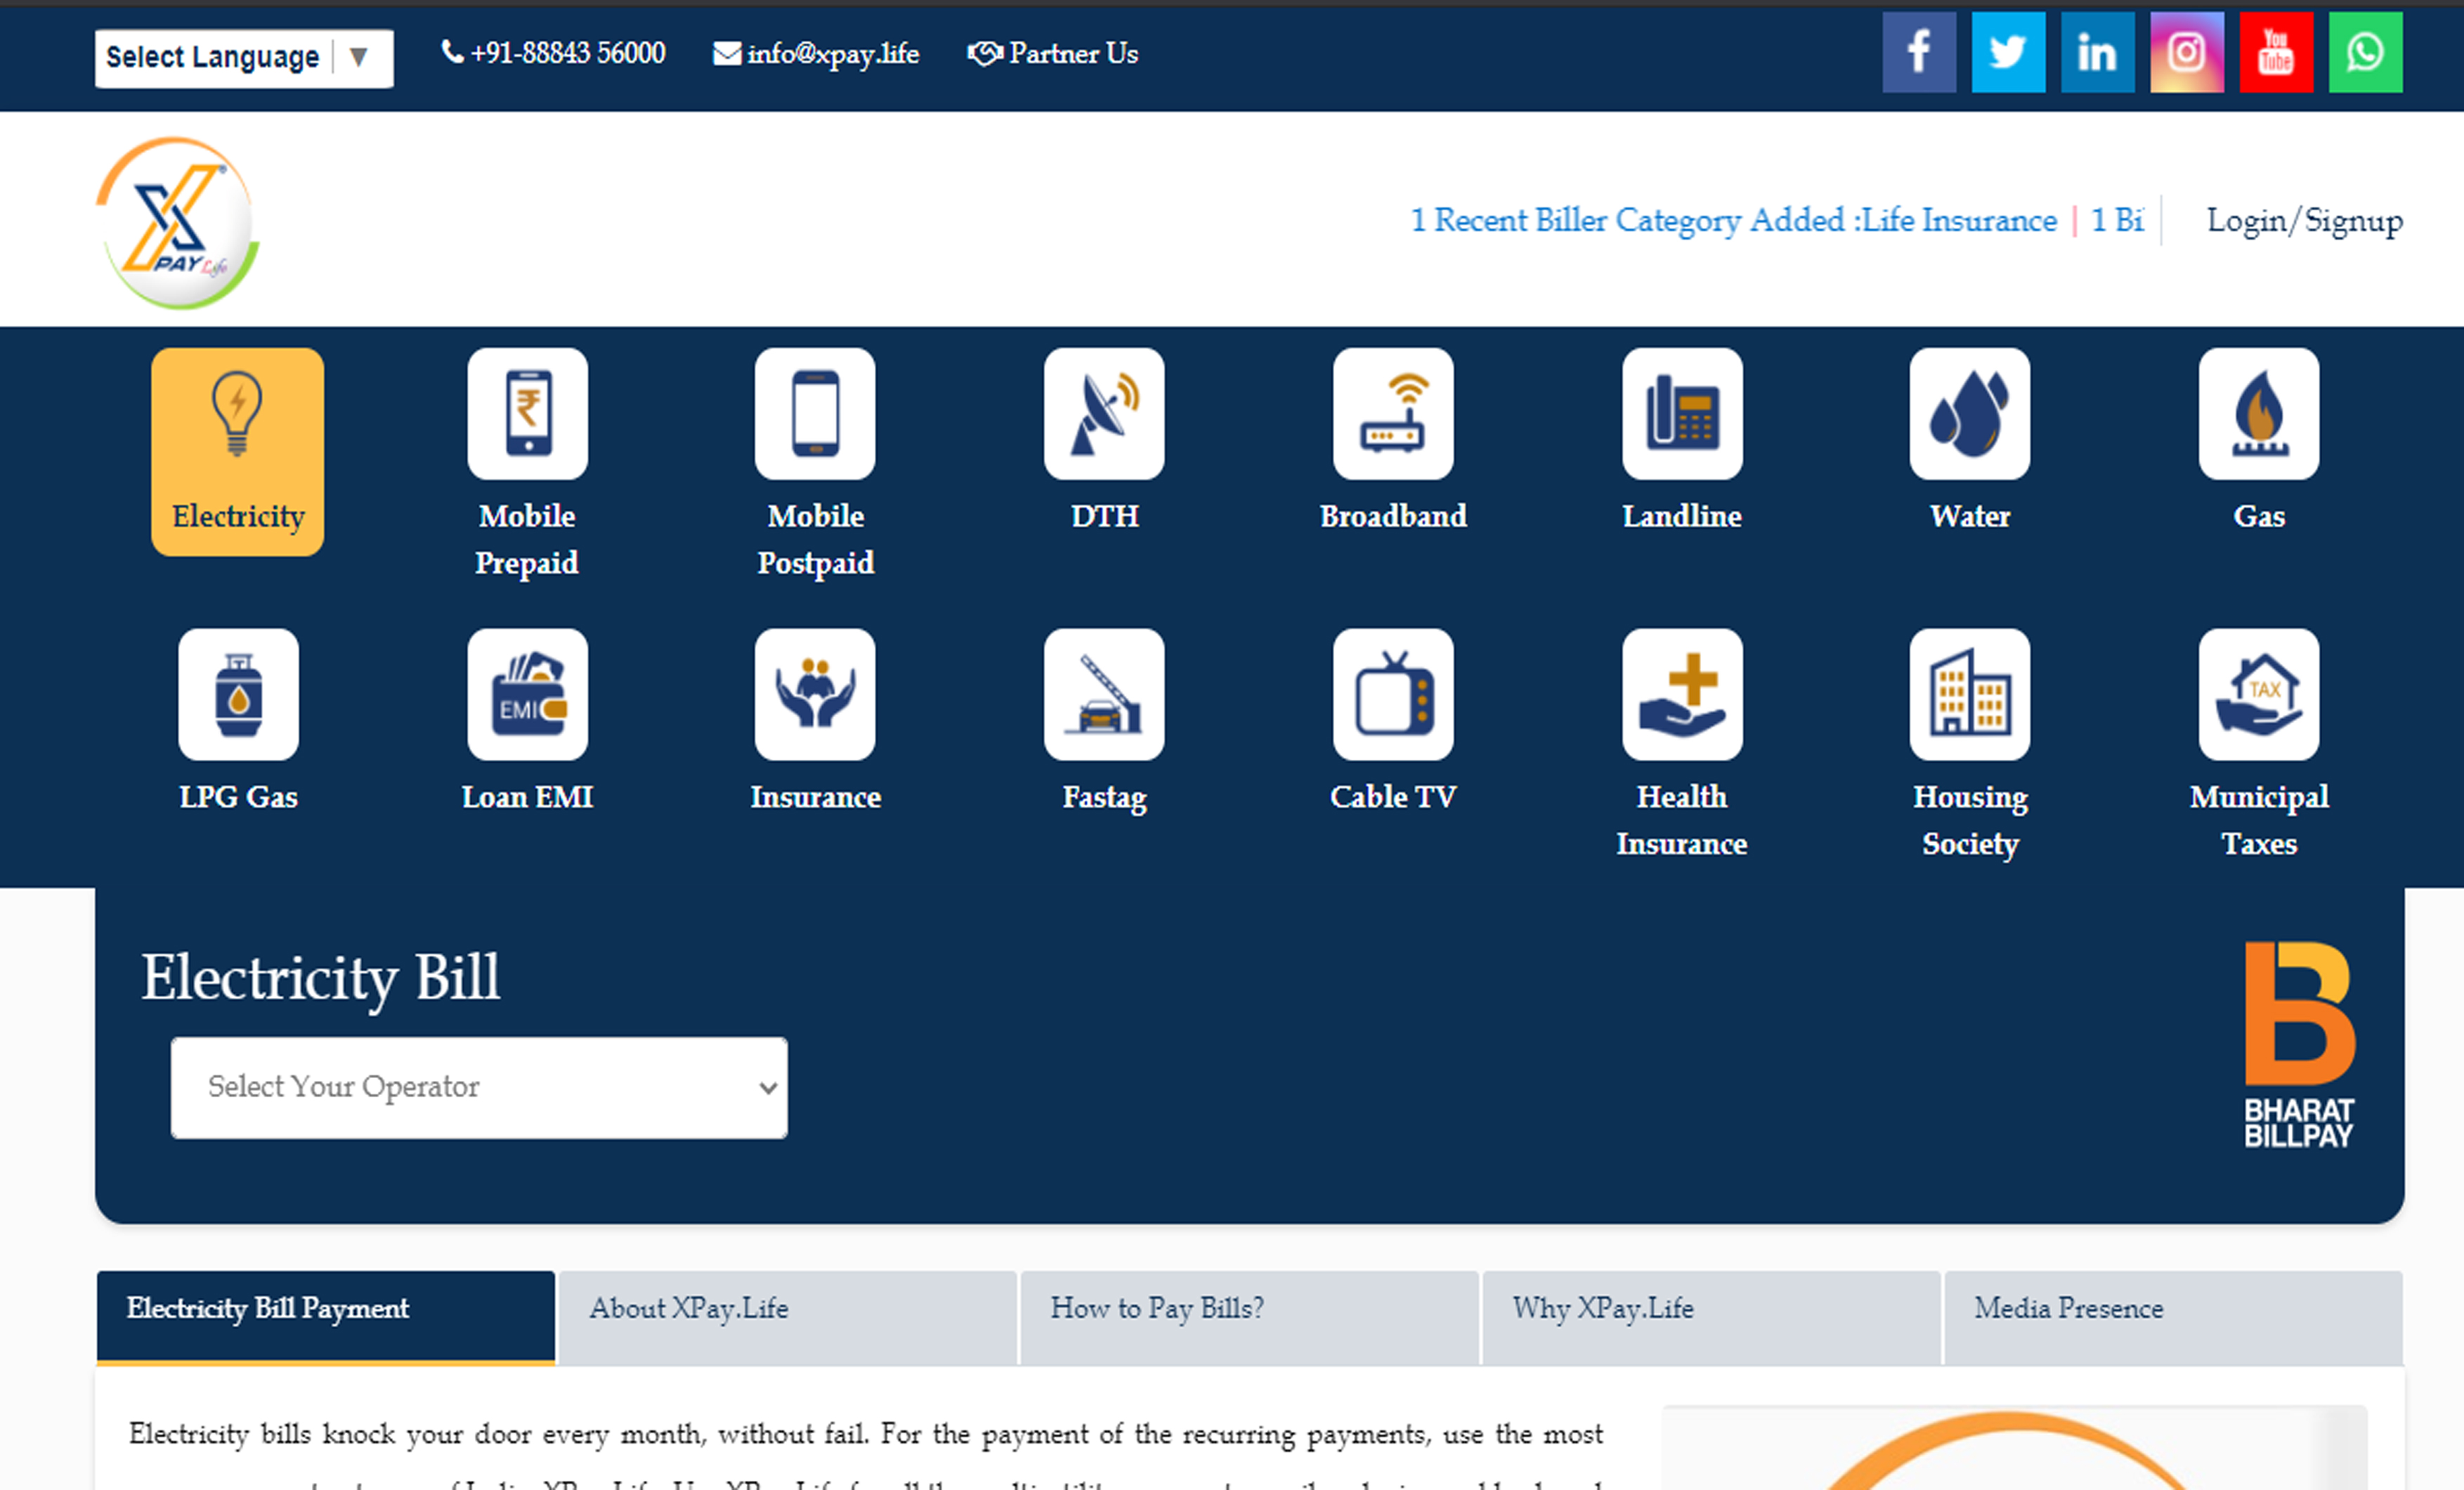 Select Language ▼
+91-88843 56000
info@xpay.life
Partner Us
You
Tube
X
PAY Life
1 Recent Biller Category Added :Life Insurance | 1 Bi
Login/Signup
Electricity
Mobile
Prepaid
Mobile
Postpaid
DTH
Broadband
Landline
Water
Gas
LPG Gas
EMI
Loan EMI
Insurance
Fastag
Cable TV
Health
Insurance
Housing
Society
TAX
Municipal
Taxes
Electricity Bill
Select Your Operator
B
BHARAT
BILLPAY
Electricity Bill Payment
About XPay.Life
How to Pay Bills?
Why XPay.Life
Media Presence
Electricity bills knock your door every month, without fail. For the payment of the recurring payments, use the most